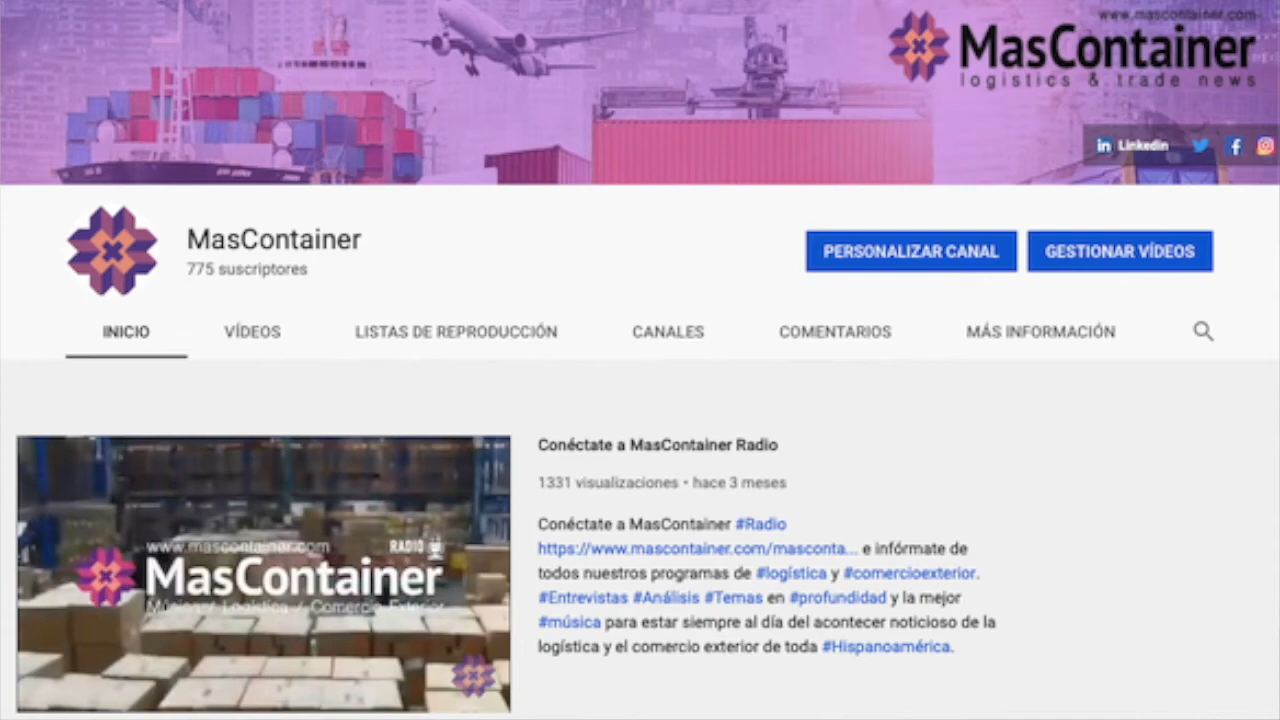 www.mascontainer.com
MasContainer
logistics & trade news
Linkedin
MasContainer
775 suscriptores
PERSONALIZAR CANAL
GESTIONAR VÍDEOS
INICIO
VÍDEOS
LISTAS DE REPRODUCCIÓN
CANALES
COMENTARIOS
MÁS INFORMACIÓN
Conéctate a MasContainer Radio
1331 visualizaciones • hace 3 meses
Conéctate a MasContainer #Radio
https://www.mascontainer.com/masconta... e infórmate de
todos nuestros programas de #logística y #comercioexterior.
#Entrevistas #Análisis #Temas en #profundidad y la mejor
#música para estar siempre al día del acontecer noticioso de la
logística y el comercio exterior de toda #Hispanoamérica.
www.mascontainer.com
RADIO
MasContainer
Música / Logística / Comercio Exterior